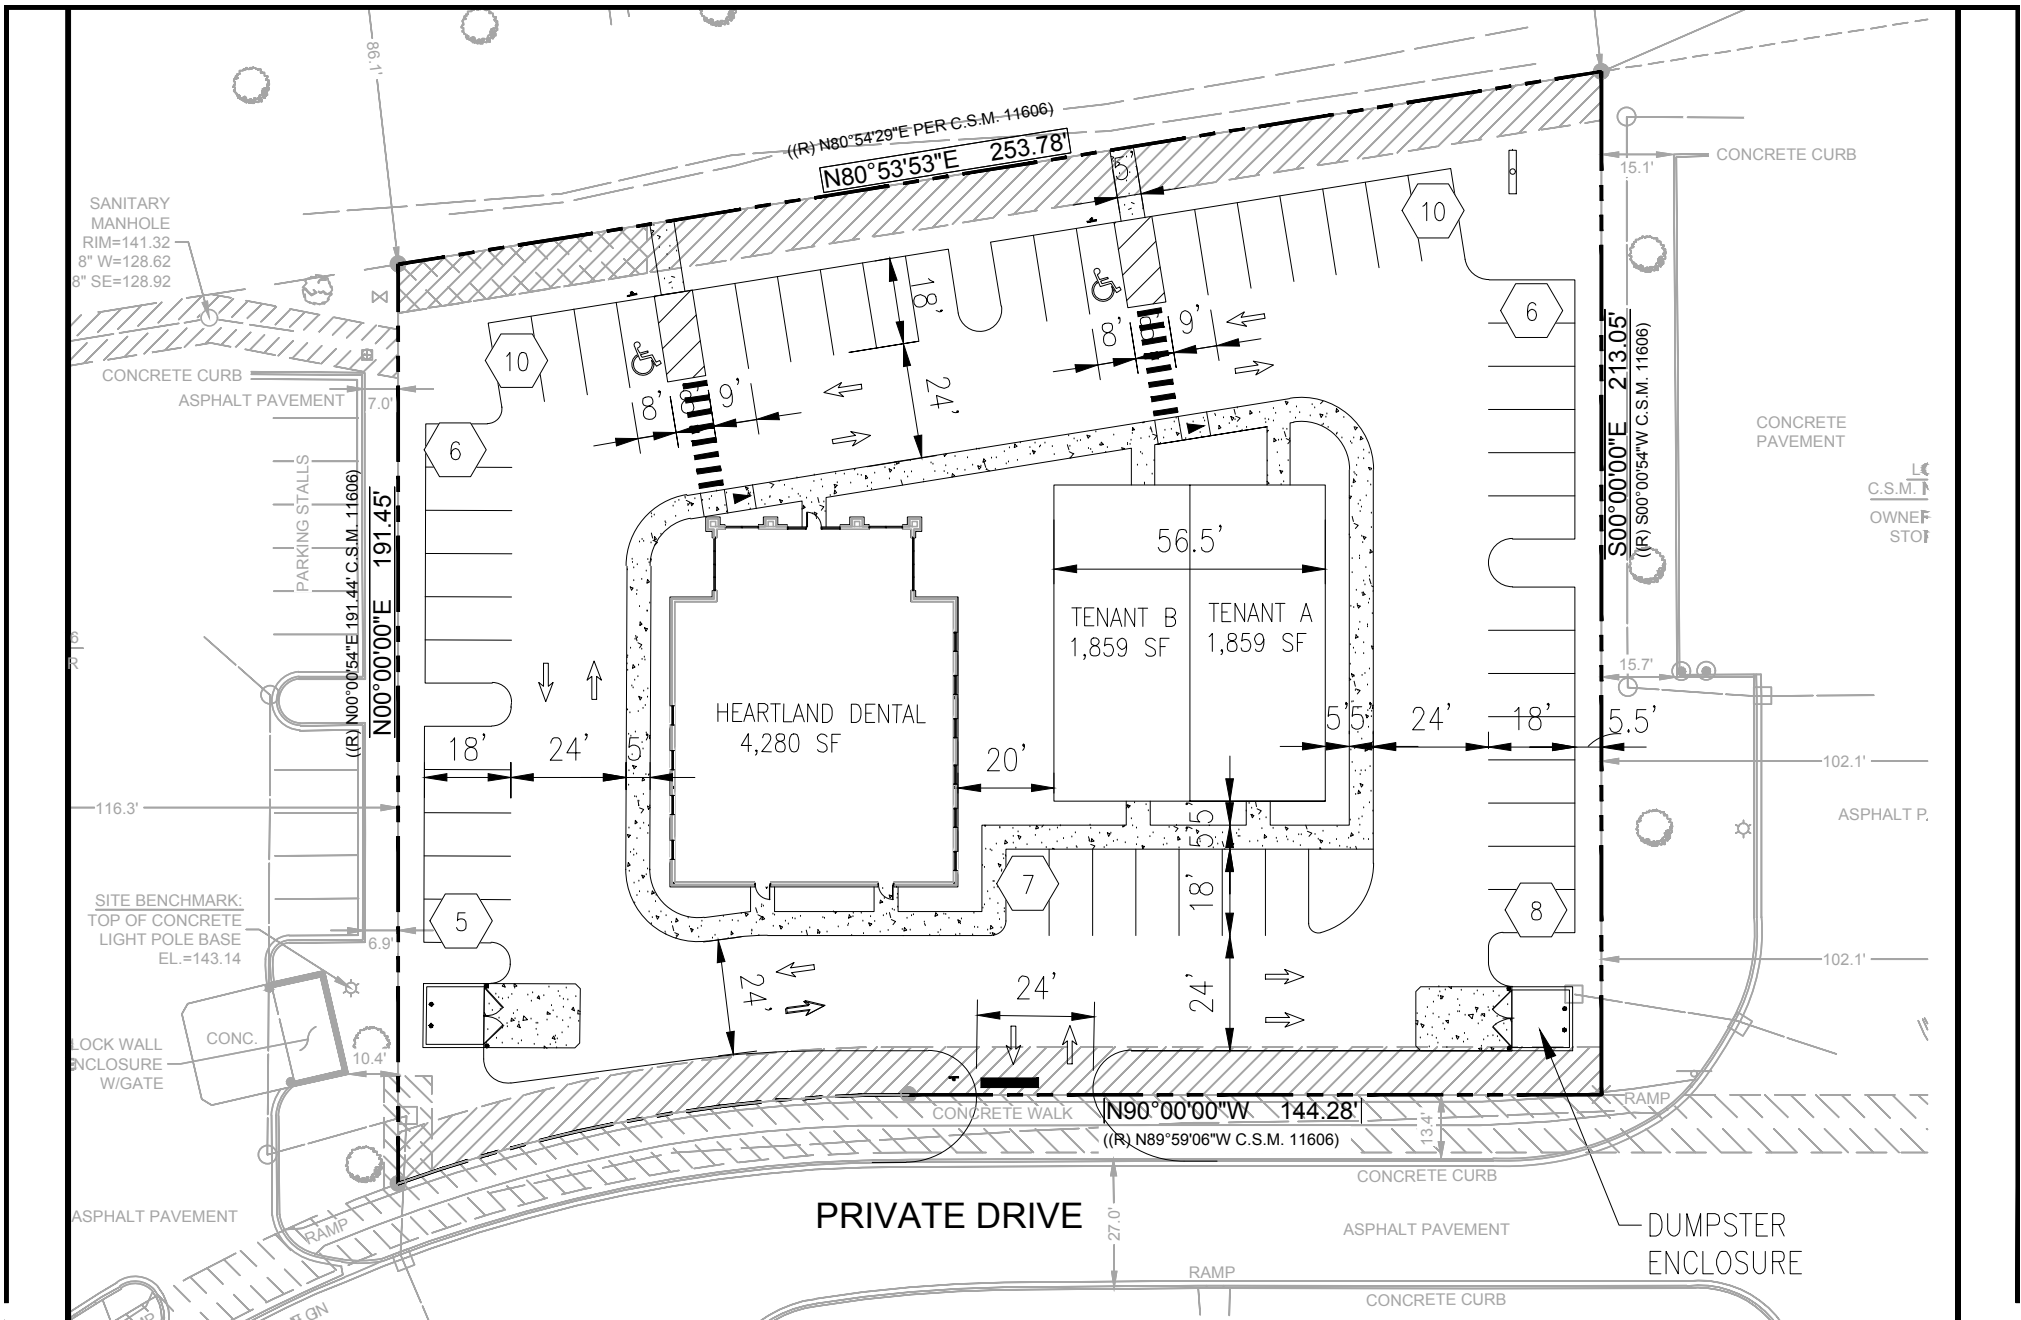 86.1'
((R) N80°54'29"E PER C.S.M. 11606)
N80°53'53"E 253.78'
5'
CONCRETE CURB
15.1'
SANITARY
MANHOLE
RIM=141.32
8" W=128.62
8" SE=128.92
10
6
18'
8' 8' 9'
10
CONCRETE CURB
ASPHALT PAVEMENT
7.0'
8' 8' 9'
24'
6
S00°00'00"E 213.05'
((R) S00°00'54"W C.S.M. 11606)
CONCRETE
PAVEMENT
C.S.M.
PARKING STALLS
((R) N00°00'54"E 191.44' C.S.M. 11606)
N00°00'00"E 191.45'
56.5'
TENANT B
1,859 SF
TENANT A
1,859 SF
15.7'
HEARTLAND DENTAL
4,280 SF
18' 24' 5'
20'
5' 5' 24' 18' 5.5'
102.1'
116.3'
ASPHALT P
5' 5'
18'
7
8
5
SITE BENCHMARK:
TOP OF CONCRETE
LIGHT POLE BASE
EL.=143.14
6.9'
102.1'
24'
24'
24'
LOCK WALL
NCLOSURE
W/GATE
CONC.
10.4'
CONCRETE WALK
N90°00'00"W 144.28'
((R) N89°59'06"W C.S.M. 11606)
13.4'
RAMP
CONCRETE CURB
PRIVATE DRIVE
27.0'
ASPHALT PAVEMENT
RAMP
ASPHALT PAVEMENT
DUMPSTER
ENCLOSURE
RAMP
CONCRETE CURB